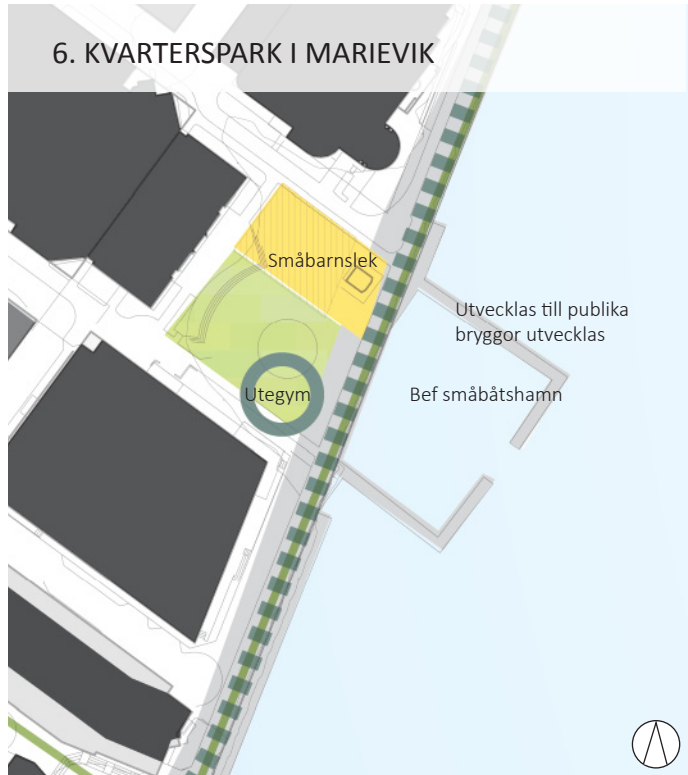 6. KVARTERSPARK I MARIEVIK
Småbarnslek
Utvecklas till publika
bryggor utvecklas
Utegym
Bef småbåtshamn